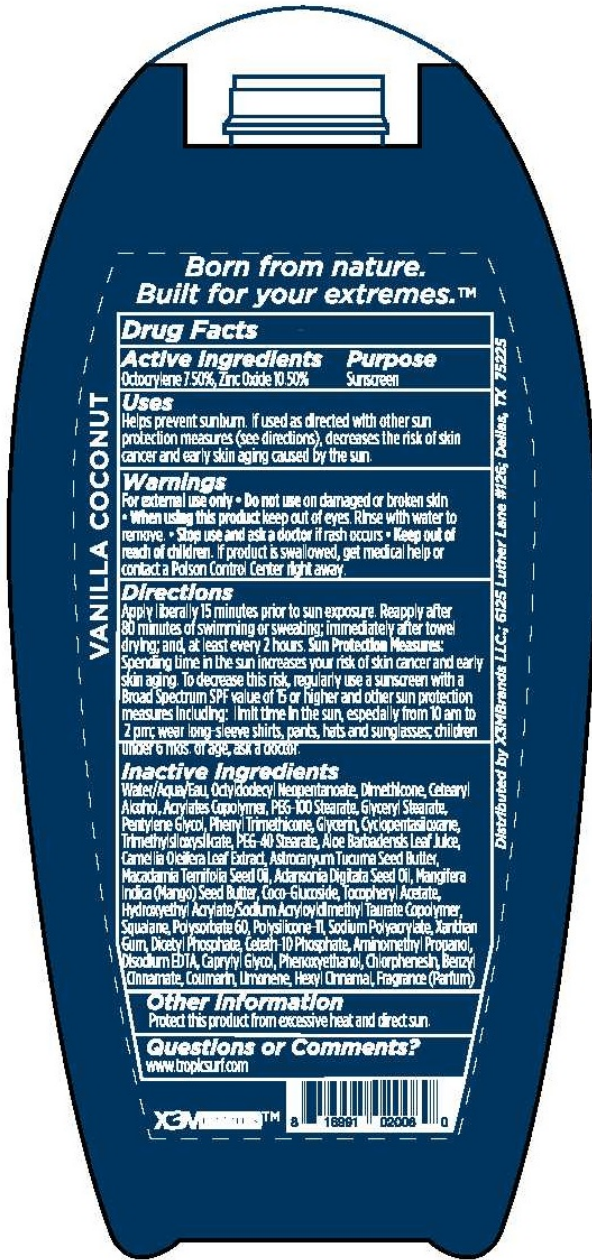 Born from nature.
Built for your extremes.™
VANILLA COCONUT
Drug Facts
Active Ingredients Purpose
Octocrylene 7.50%, Zinc Oxide 10.50% Sunscreen
Uses
Helps prevent sunburn. If used as directed with other sun
protection measures (see directions), decreases the risk of skin
cancer and early skin aging caused by the sun.
Warnings
For external use only • Do not use on damaged or broken skin
• When using this product keep out of eyes. Rinse with water to
remove. • Stop use and ask a doctor if rash occurs • Keep out of
reach of children. If product is swallowed, get medical help or
contact a Poison Control Center right away.
Directions
Apply liberally 15 minutes prior to sun exposure. Reapply after
80 minutes of swimming or sweating; immediately after towel
drying; and, at least every 2 hours. Sun Protection Measures:
Spending time in the sun increases your risk of skin cancer and early
skin aging. To decrease this risk, regularly use a sunscreen with a
Broad Spectrum SPF value of 15 or higher and other sun protection
measures including: limit time in the sun, especially from 10 am to
2 pm; wear long-sleeve shirts, pants, hats and sunglasses; children
under 6 mos. of age, ask a doctor.
Inactive Ingredients
Water/Aqua/Eau, Octyldodecyl Neopentanoate, Dimethicone, Cetearyl
Alcohol, Acrylates Copolymer, PEG-100 Stearate, Glyceryl Stearate,
Pentylene Glycol, Phenyl Trimethicone, Glycerin, Cyclopentasiloxane,
Trimethylsiloxysilicate, PEG-40 Stearate, Aloe Barbadensis Leaf Juice,
Camellia Oleifera Leaf Extract, Astrocaryum Tucuma Seed Butter,
Macadamia Ternifolia Seed Oil, Adansonia Digitata Seed Oil, Mangifera
Indica (Mango) Seed Butter, Coco-Glucoside, Tocopheryl Acetate,
Hydroxyethyl Acrylate/Sodium Acryloyldimethyl Taurate Copolymer,
Squalane, Polysorbate 60, Polysilicone-11, Sodium Polyacrylate, Xanthan
Gum, Dicetyl Phosphate, Ceteth-10 Phosphate, Aminomethyl Propanol,
Disodium EDTA, Caprylyl Glycol, Phenoxyethanol, Chlorphenesin, Benzyl
Cinnamate, Coumarin, Limonene, Hexyl Cinnamal, Fragrance (Parfum)
Other Information
Protect this product from excessive heat and direct sun.
Questions or Comments?
www.tropicsurf.com
X3M ™
8 16991 02006 0
Distributed by X3MBrands LLC.; 6125 Luther Lane #126; Dallas, TX 75225